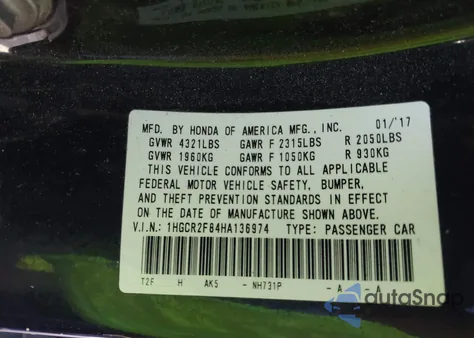 MFD. BY HONDA OF AMERICA MFG., INC. 01/'17
GVWR 4321LBS GAWR F 2315LBS R 2050LBS
GVWR 1960KG GAWR F 1050KG R 930KG
THIS VEHICLE CONFORMS TO ALL APPLICABLE
FEDERAL MOTOR VEHICLE SAFETY, BUMPER,
AND THEFT PREVENTION STANDARDS IN EFFECT
ON THE DATE OF MANUFACTURE SHOWN ABOVE.
V.I.N.: 1HGCR2F64HA136974 TYPE: PASSENGER CAR
T2F H AK5 - NH731P - A - A
autoSnap